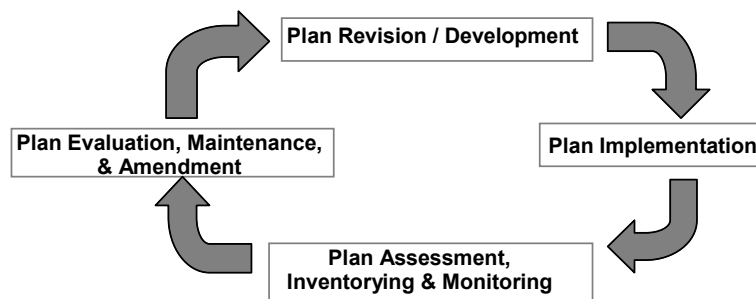 Plan Revision / Development
Plan Evaluation, Maintenance,
& Amendment
Plan Implementation
Plan Assessment,
Inventorying & Monitoring